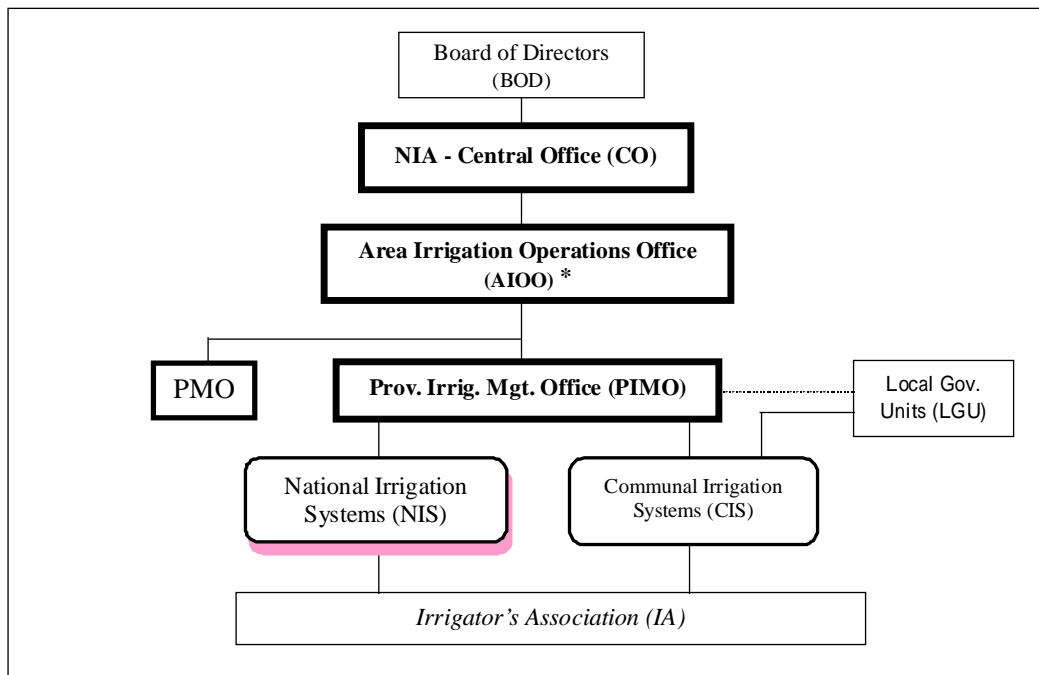 Board of Directors
(BOD)
NIA - Central Office (CO)
Area Irrigation Operations Office
(AIOO) *
PMO
Prov. Irrig. Mgt. Office (PIMO)
Local Gov.
Units (LGU)
National Irrigation
Systems (NIS)
Communal Irrigation
Systems (CIS)
Irrigator's Association (IA)